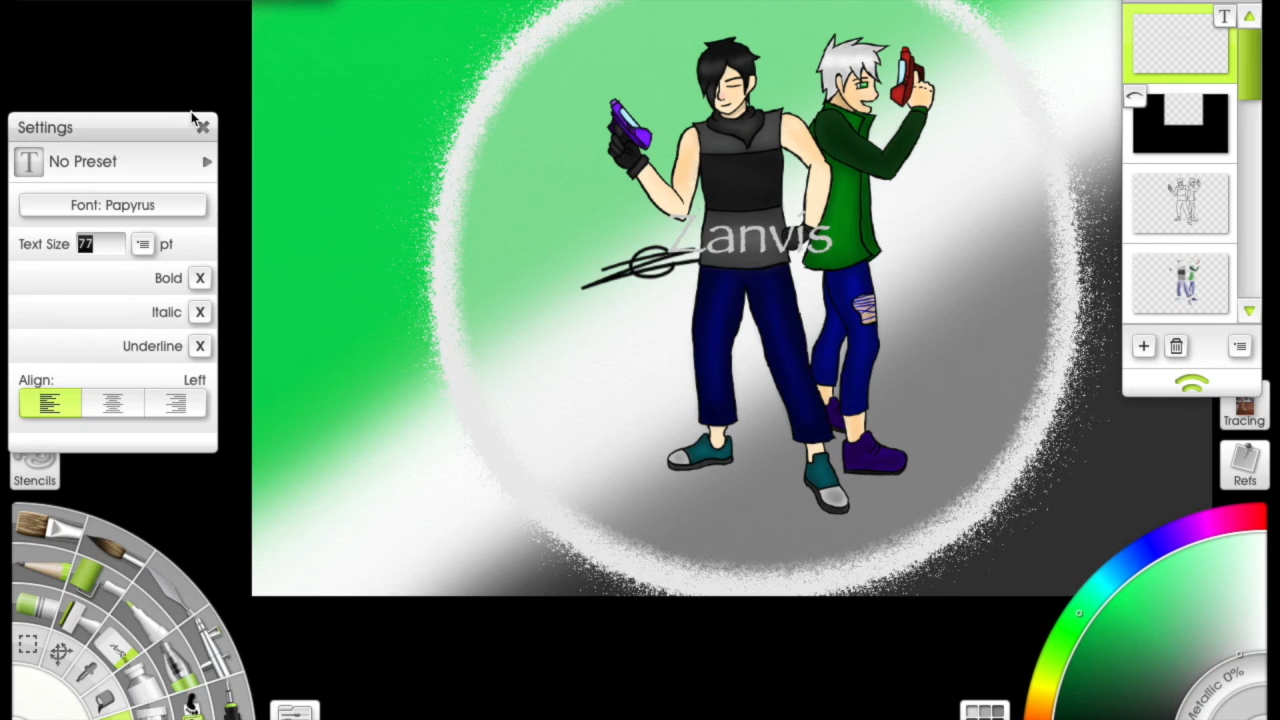 Settings
T No Preset
Font: Papyrus
Text Size 77 pt
Bold X
Italic X
Underline X
Align: Left
Stencils
Zanvis
T
Tracing
Refs
etallic 0%